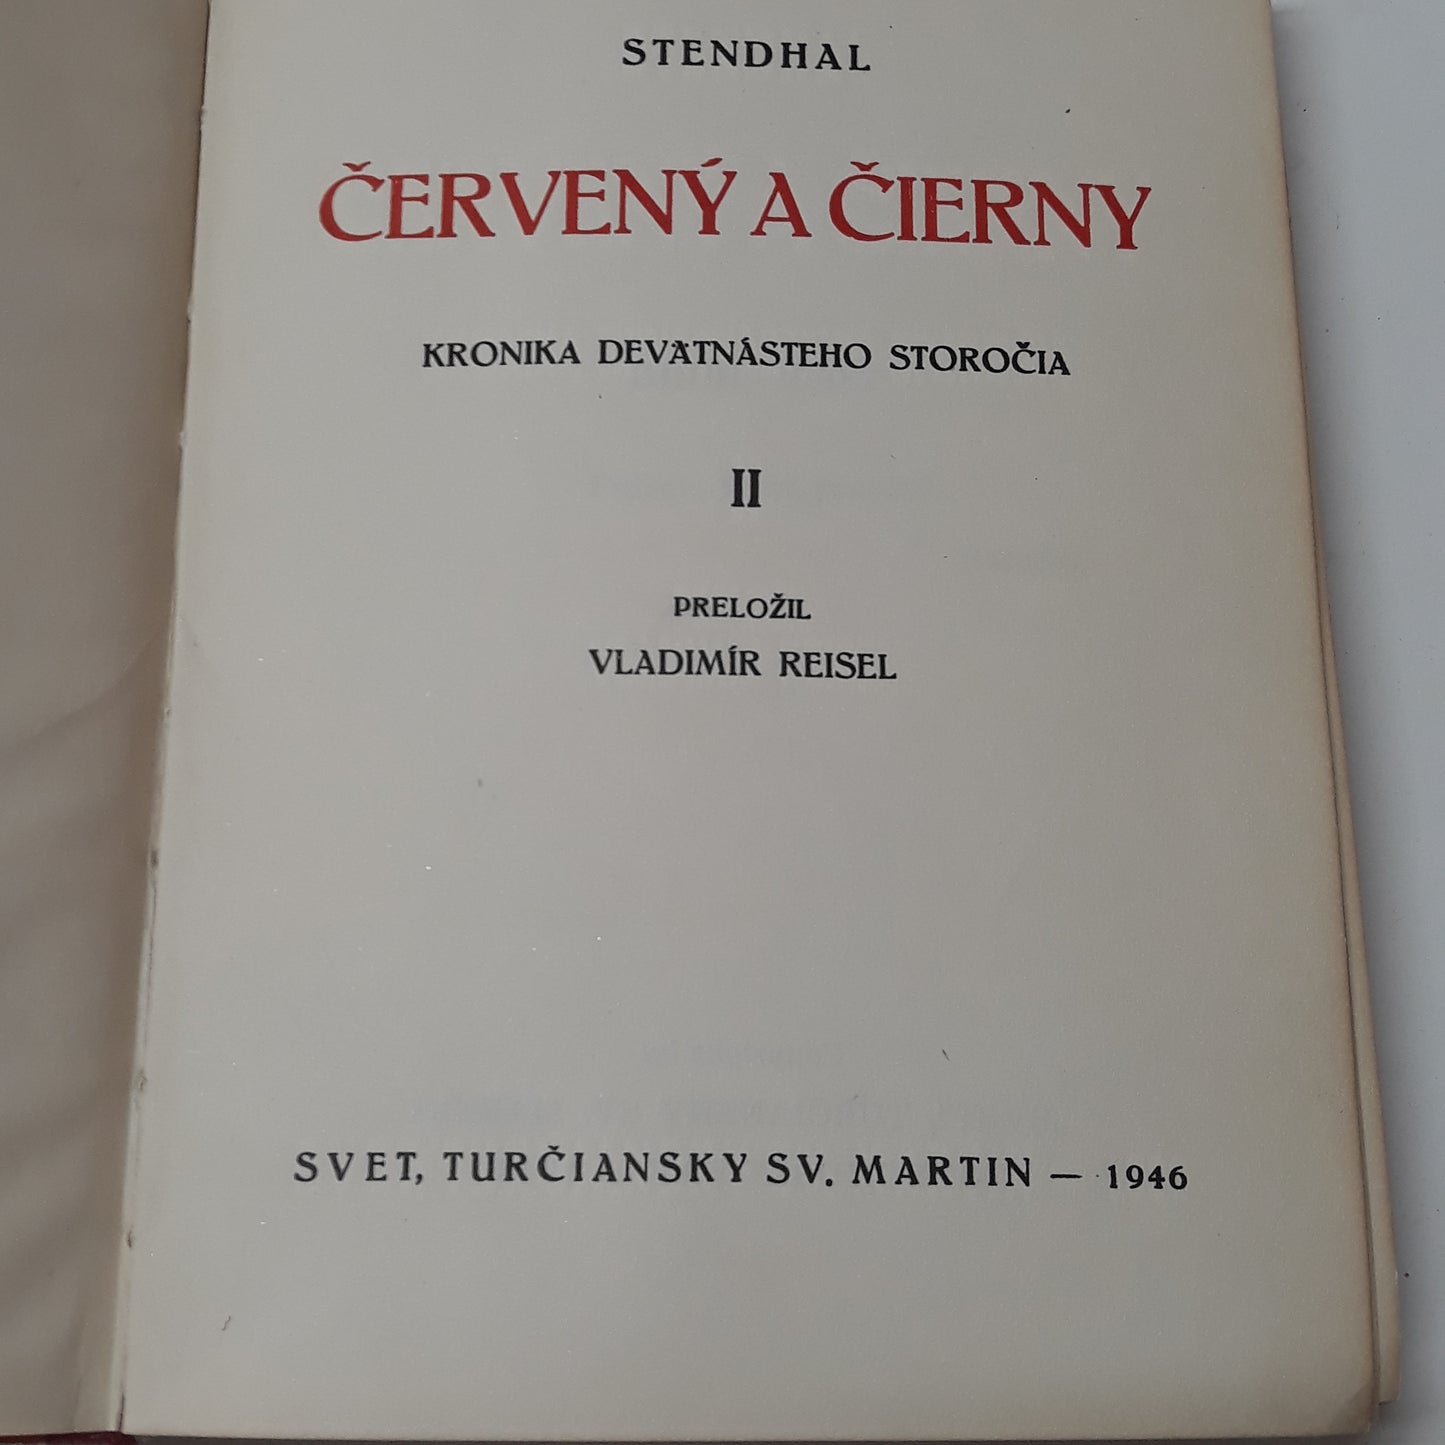 STENDHAL
ČERVENÝ A ČIERNY
KRONIKA DEVÄTNÁSTEHO STOROČIA
II
PRELOŽIL
VLADIMÍR REISEL
SVET, TURČIANSKY SV. MARTIN — 1946